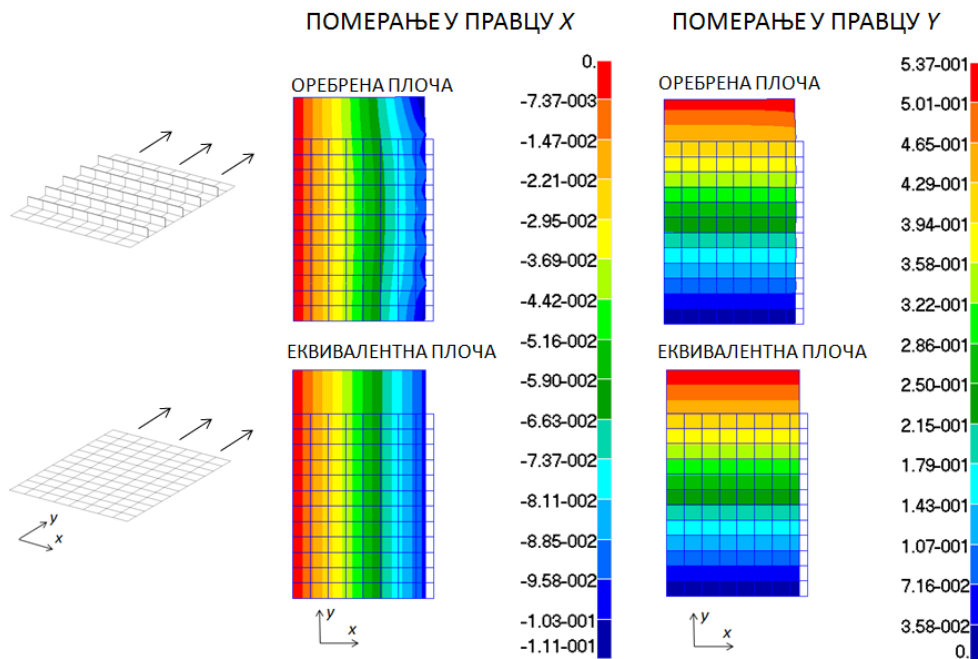 ПОМЕРАЊЕ У ПРАВЦУ X
ПОМЕРАЊЕ У ПРАВЦУ Y
ОРЕБРЕНА ПЛОЧА
0.
-7.37-003
-1.47-002
-2.21-002
-2.95-002
-3.69-002
-4.42-002
-5.16-002
-5.90-002
-6.63-002
-7.37-002
-8.11-002
-8.85-002
-9.58-002
-1.03-001
-1.11-001
ОРЕБРЕНА ПЛОЧА
5.37-001
5.01-001
4.65-001
4.29-001
3.94-001
3.58-001
3.22-001
2.86-001
2.50-001
2.15-001
1.79-001
1.43-001
1.07-001
7.16-002
3.58-002
0.
ЕКВИВАЛЕНТНА ПЛОЧА
ЕКВИВАЛЕНТНА ПЛОЧА
y
x
y
x
y
x